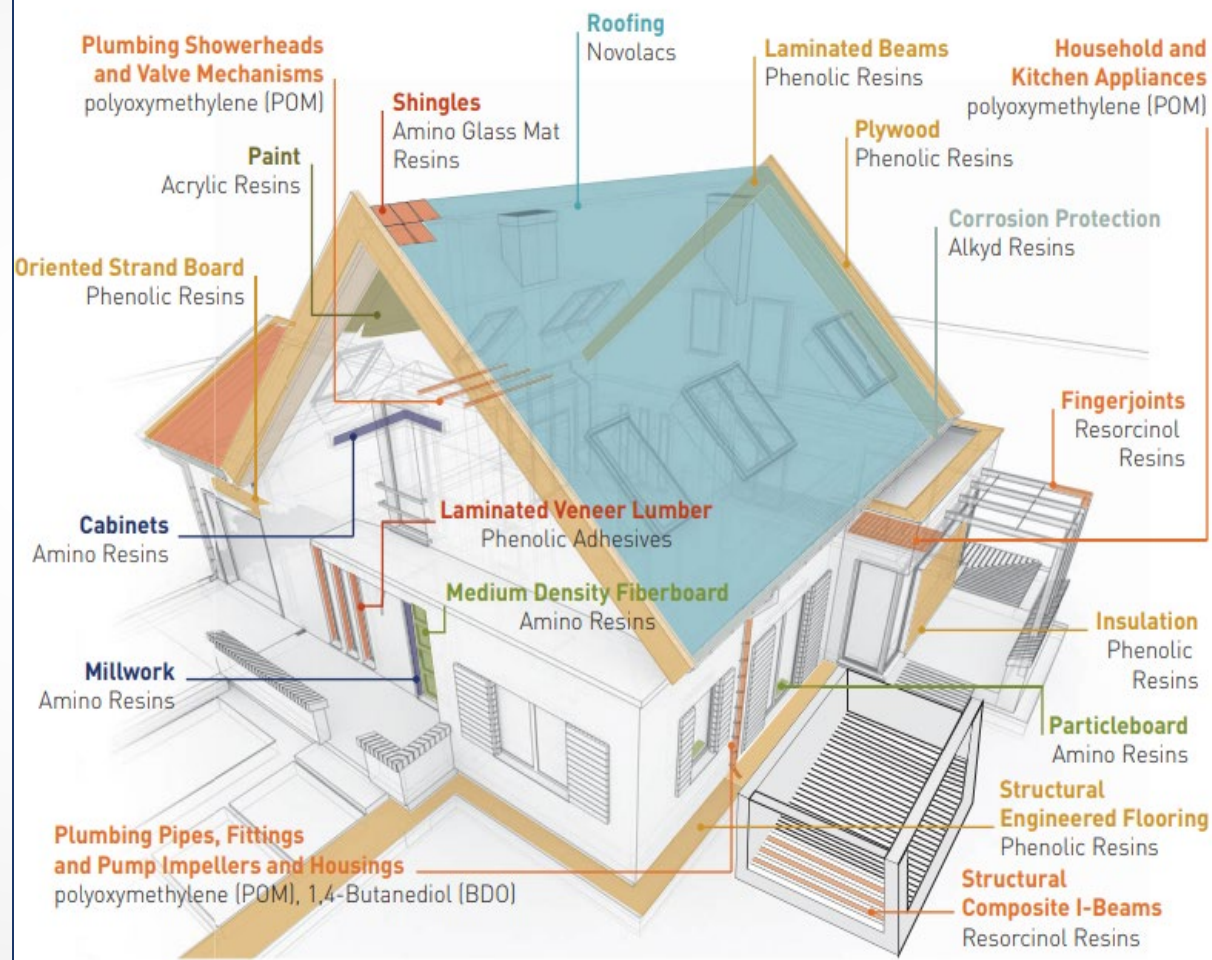 Roofing
Novolacs
Plumbing Showerheads
and Valve Mechanisms
polyoxymethylene (POM)
Laminated Beams
Phenolic Resins
Household and
Kitchen Appliances
polyoxymethylene (POM)
Shingles
Amino Glass Mat
Resins
Plywood
Phenolic Resins
Paint
Acrylic Resins
Corrosion Protection
Alkyd Resins
Oriented Strand Board
Phenolic Resins
Fingerjoints
Resorcinol
Resins
Cabinets
Amino Resins
Laminated Veneer Lumber
Phenolic Adhesives
Medium Density Fiberboard
Amino Resins
Insulation
Phenolic
Resins
Millwork
Amino Resins
Particleboard
Amino Resins
Structural
Engineered Flooring
Phenolic Resins
Plumbing Pipes, Fittings
and Pump Impellers and Housings
polyoxymethylene (POM), 1,4-Butanediol (BDO)
Structural
Composite I-Beams
Resorcinol Resins